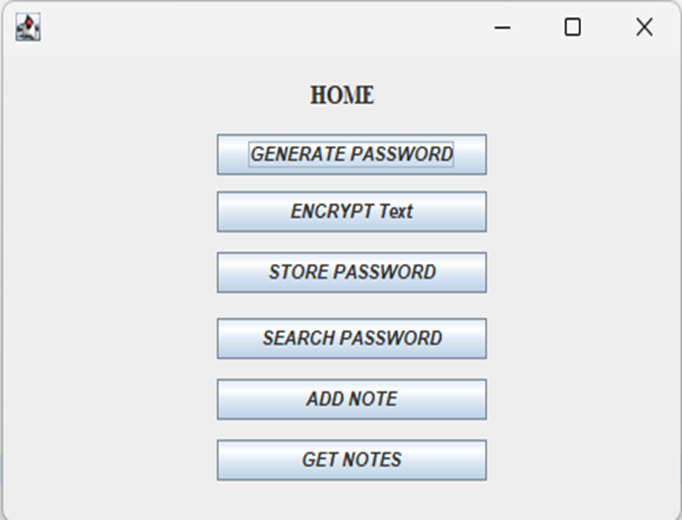 HOME
GENERATE PASSWORD
ENCRYPT Text
STORE PASSWORD
SEARCH PASSWORD
ADD NOTE
GET NOTES